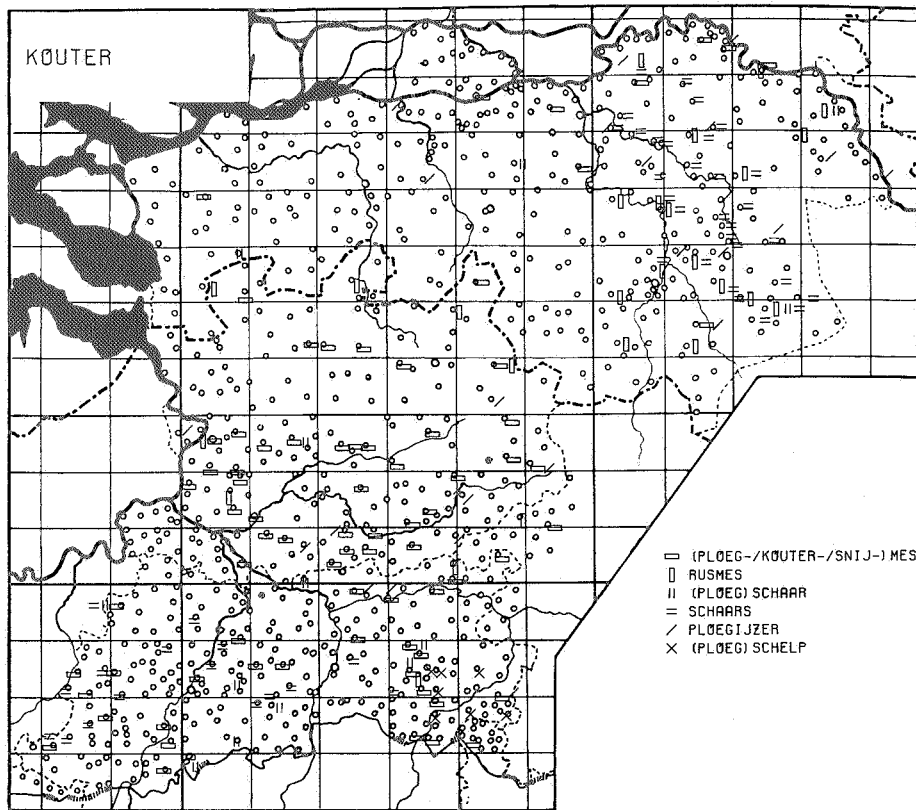 KOUTER
(PLOEG-/KOUTER-/SNIJ-)MES
RUSMES
(PLOEG)SCHAAR
SCHAARS
PLOEGIJZER
(PLOEG)SCHELP